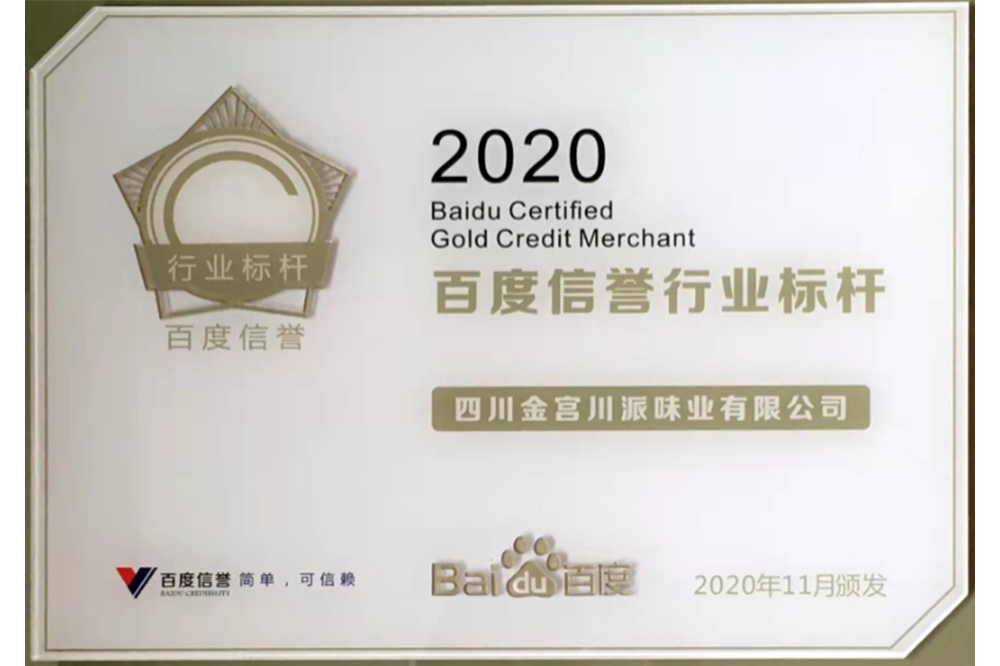 行业标杆
百度信誉
2020
Baidu Certified
Gold Credit Merchant
百度信誉行业标杆
四川金宫川派味业有限公司
百度信誉 简单，可信赖
BAIDU CREDIBILITY
Bai du 百度
2020年11月颁发